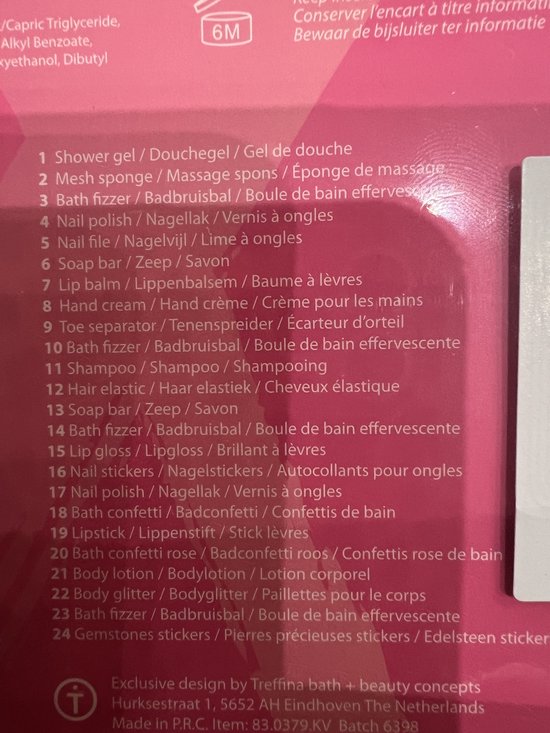 /Capric Triglyceride,
Alkyl Benzoate,
xyethanol, Dibutyl
6M
Conserver l'encart à titre informati
Bewaar de bijsluiter ter informatie
1 Shower gel / Douchegel / Gel de douche
2 Mesh sponge / Massage spons / Éponge de massage
3 Bath fizzer / Badbruisbal / Boule de bain effervescente
4 Nail polish / Nagellak / Vernis à ongles
5 Nail file / Nagelvijl / Lime à ongles
6 Soap bar / Zeep / Savon
7 Lip balm / Lippenbalsem / Baume à lèvres
8 Hand cream / Hand crème / Crème pour les mains
9 Toe separator / Tenenspreider / Écarteur d'orteil
10 Bath fizzer / Badbruisbal / Boule de bain effervescente
11 Shampoo / Shampoo / Shampooing
12 Hair elastic / Haar elastiek / Cheveux élastique
13 Soap bar / Zeep / Savon
14 Bath fizzer / Badbruisbal / Boule de bain effervescente
15 Lip gloss / Lipgloss / Brillant à lèvres
16 Nail stickers / Nagelstickers / Autocollants pour ongles
17 Nail polish / Nagellak / Vernis à ongles
18 Bath confetti / Badconfetti / Confettis de bain
19 Lipstick / Lippenstift / Stick lèvres
20 Bath confetti rose / Badconfetti roos / Confettis rose de bain
21 Body lotion / Bodylotion / Lotion corporel
22 Body glitter / Bodyglitter / Paillettes pour le corps
23 Bath fizzer / Badbruisbal / Boule de bain effervescente
24 Gemstones stickers / Pierres précieuses stickers / Edelsteen sticker
Exclusive design by Treffina bath + beauty concepts
Hurksestraat 1, 5652 AH Eindhoven The Netherlands
Made in P.R.C. Item: 83.0379.KV Batch 6398